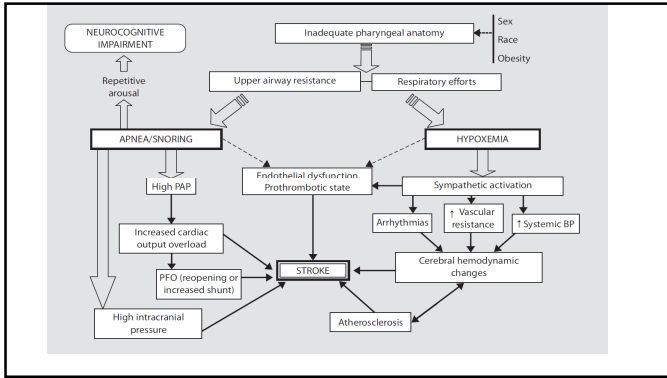 NEUROCOGNITIVE
IMPAIRMENT
Inadequate pharyngeal anatomy
Sex
Race
Obesity
Repetitive
arousal
Upper airway resistance
Respiratory efforts
APNEA/SNORING
HYPOXEMIA
Endothelial dysfunction
Prothrombotic state
High PAP
Sympathetic activation
Arrhythmias
↑ Vascular
resistance
↑ Systemic BP
Increased cardiac
output overload
STROKE
Cerebral hemodynamic
changes
PFO (reopening or
increased shunt)
High intracranial
pressure
Atherosclerosis